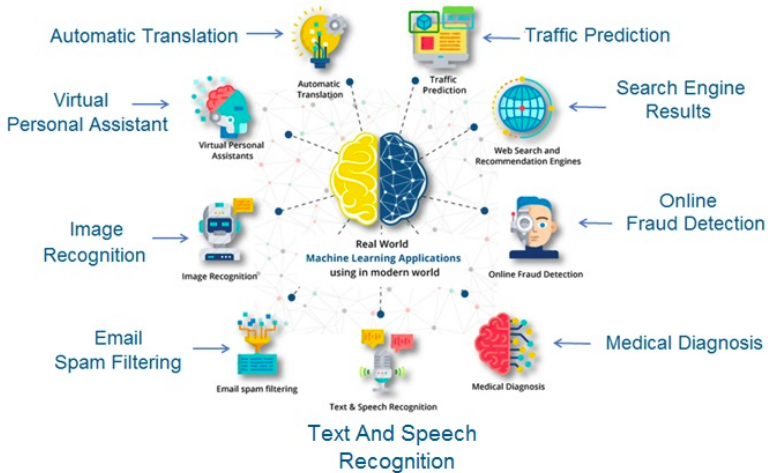 Automatic Translation
Traffic Prediction
Automatic
Translation
Traffic
Prediction
Virtual
Personal Assistant
Search Engine
Results
Virtual Personal
Assistants
Web Search and
Recommendation Engines
Image
Recognition
Online
Fraud Detection
Real World
Machine Learning Applications
using in modern world
Image Recognition
Online Fraud Detection
Email
Spam Filtering
Medical Diagnosis
Email spam filtering
Medical Diagnosis
Text & Speech Recognition
Text And Speech
Recognition